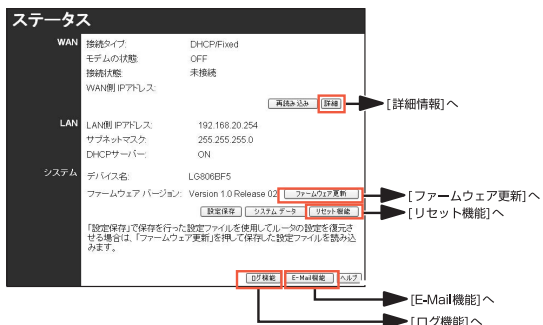 ステータス
WAN 接続タイプ: DHCP/Fixed
モデムの状態: OFF
接続状態: 未接続
WAN側 IPアドレス:
再読み込み 詳細 [詳細情報]へ
LAN LAN側 IPアドレス: 192.168.20.254
サブネットマスク: 255.255.255.0
DHCPサーバー: ON
システム デバイス名: LG806BF5
ファームウェア バージョン: Version 1.0 Release 02 ファームウェア更新 [ファームウェア更新]へ
設定保存 システム データ リセット機能 [リセット機能]へ
「設定保存」で保存を行った設定ファイルを使用してルータの設定を復元さ
せる場合は、「ファームウェア更新」を押して保存した設定ファイルを読み込
みます。
ログ機能 E-Mail機能 ヘルプ
[E-Mail機能]へ
[ログ機能]へ